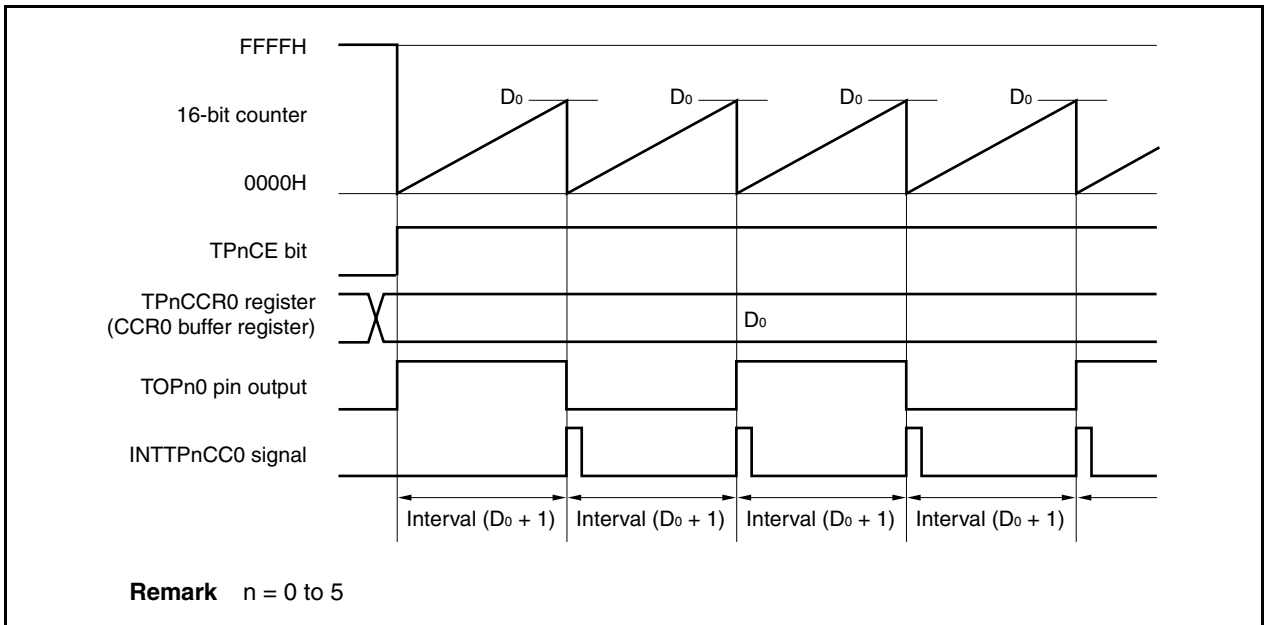 FFFFH
16-bit counter
D₀ D₀ D₀ D₀
0000H
TPnCE bit
TPnCCR0 register
(CCR0 buffer register)
D₀
TOPn0 pin output
INTTPnCC0 signal
Interval (D₀ + 1) Interval (D₀ + 1) Interval (D₀ + 1) Interval (D₀ + 1)
Remark n = 0 to 5